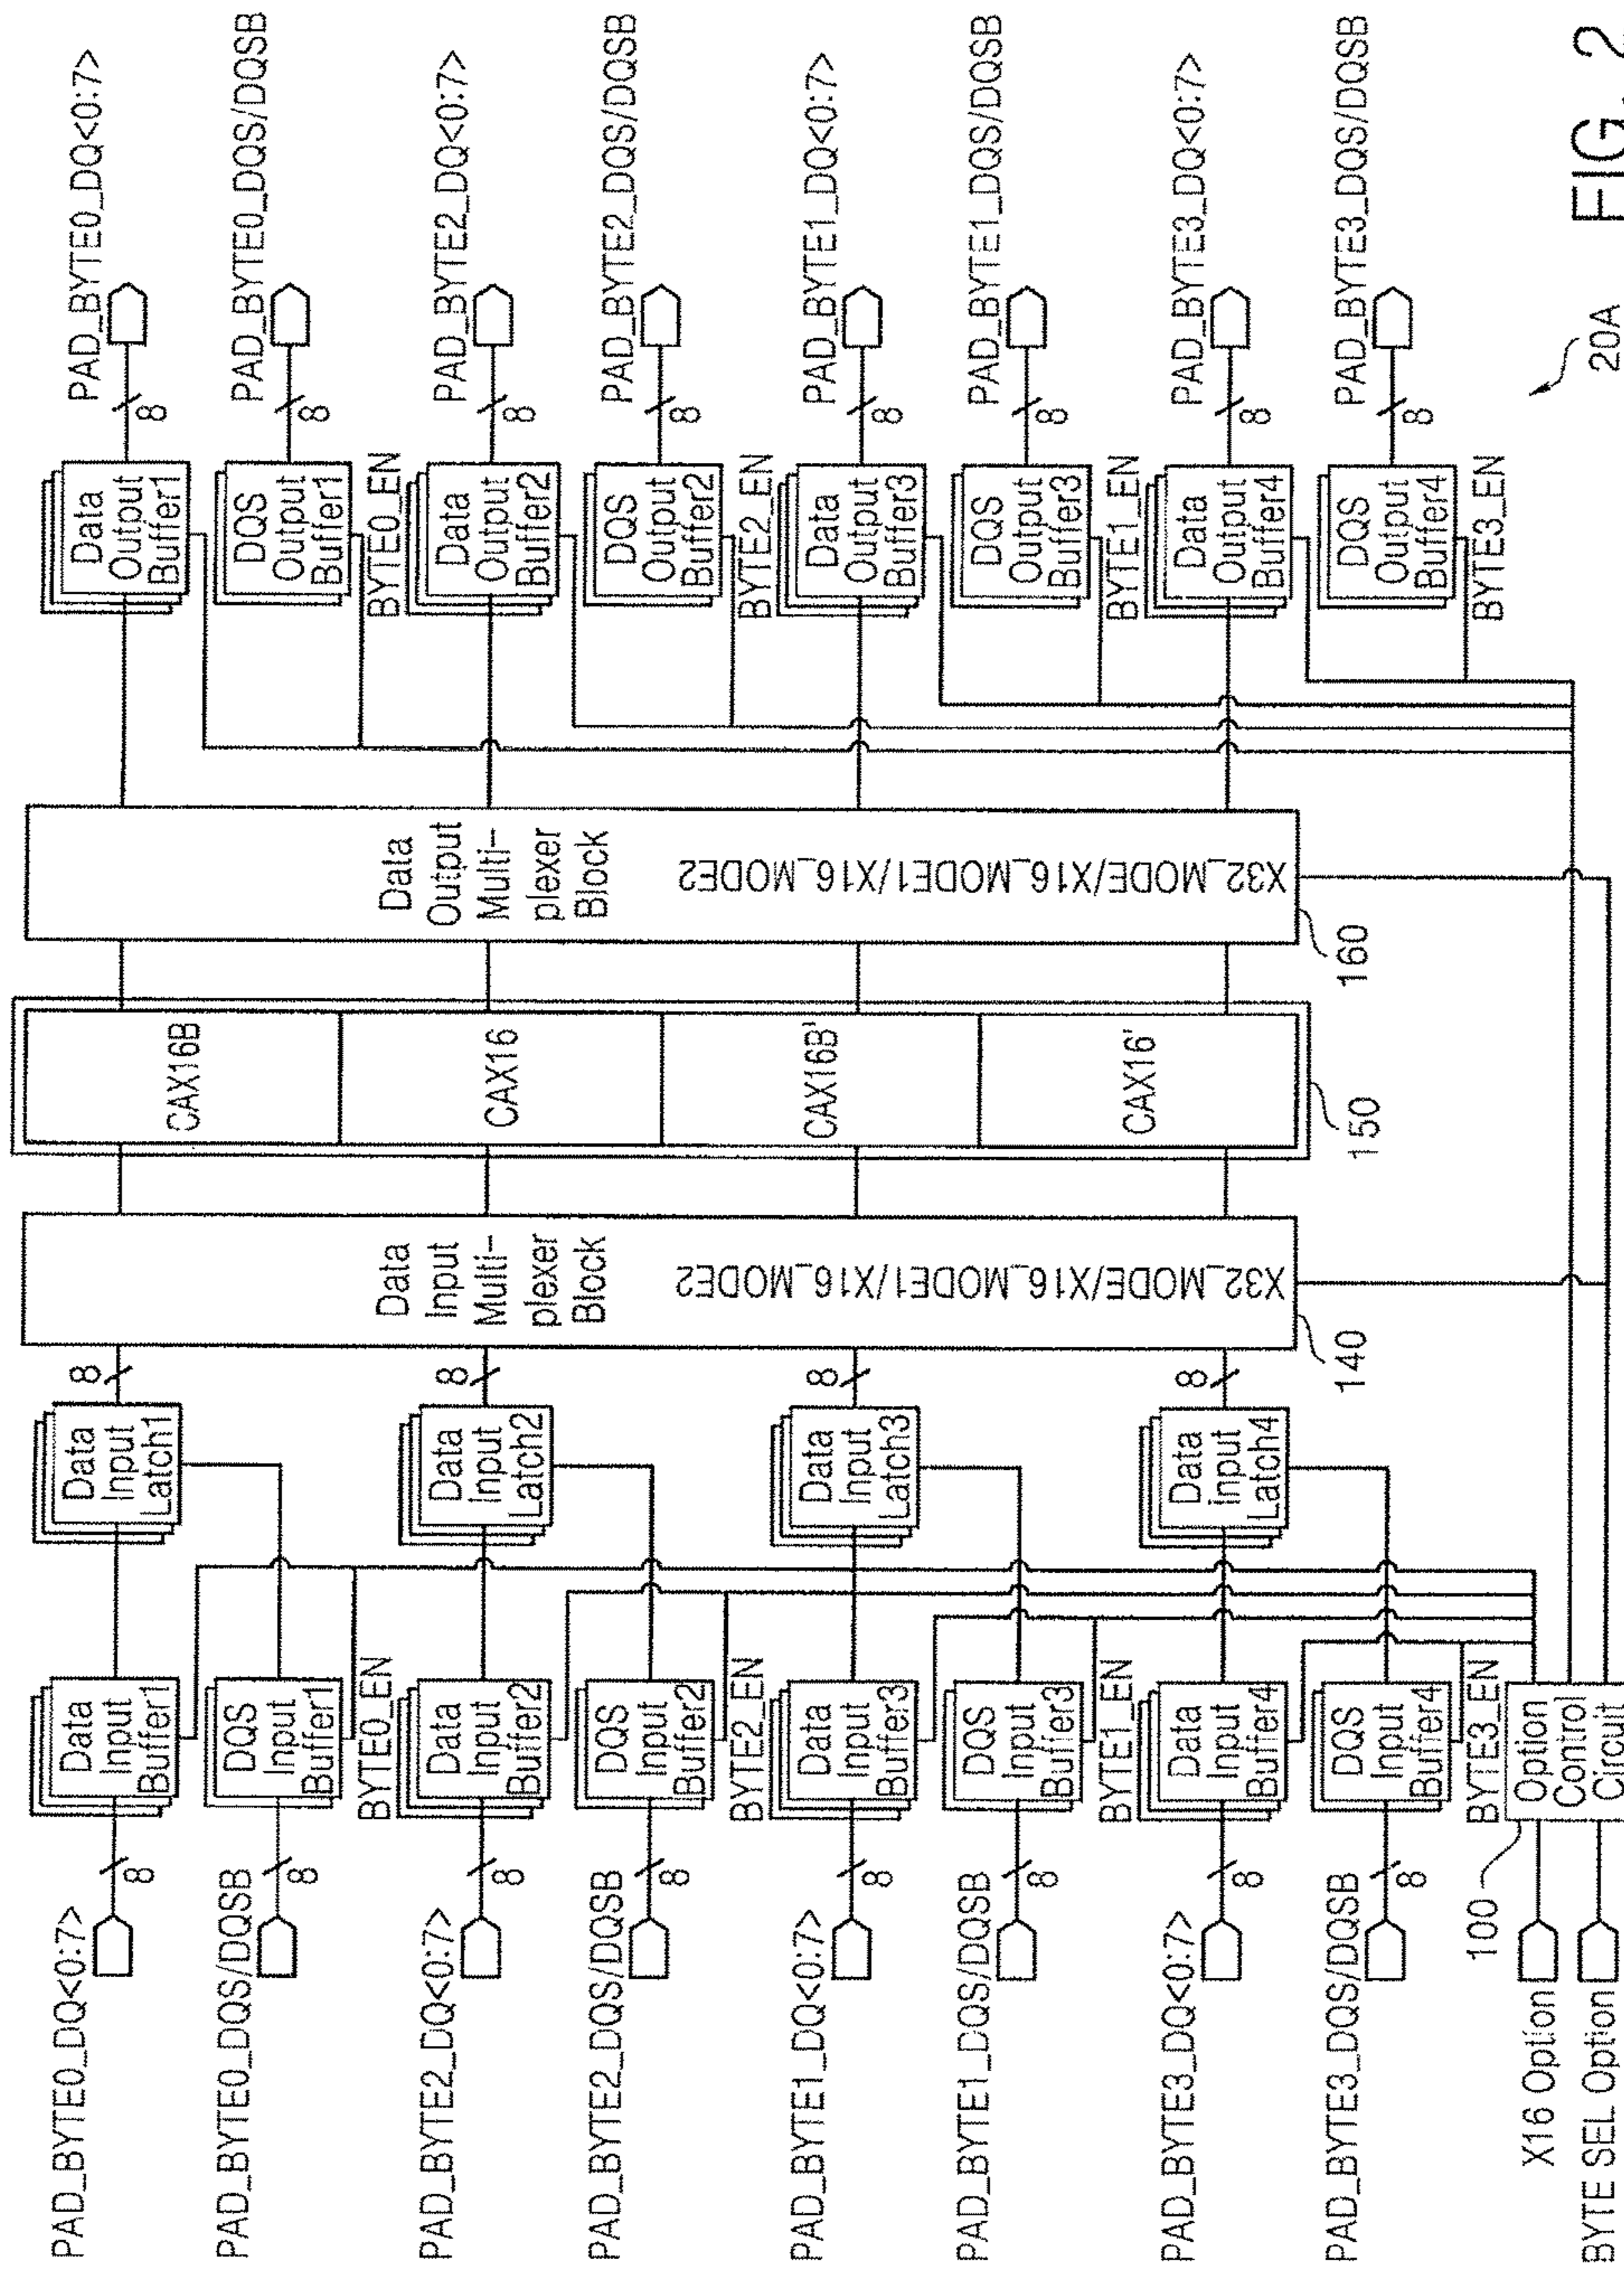 PAD_BYTE0_DQ<0:7>
8
Data
Input
Buffer1
Data
Input
Latch1
8
PAD_BYTE0_DQS/DQSB
8
DQS
Input
Buffer1
BYTE0_EN
PAD_BYTE2_DQ<0:7>
8
Data
Input
Buffer2
Data
Input
Latch2
8
PAD_BYTE2_DQS/DQSB
8
DQS
Input
Buffer2
BYTE2_EN
PAD_BYTE1_DQ<0:7>
8
Data
Input
Buffer3
Data
Input
Latch3
8
PAD_BYTE1_DQS/DQSB
8
DQS
Input
Buffer3
BYTE1_EN
PAD_BYTE3_DQ<0:7>
8
Data
Input
Buffer4
Data
Input
Latch4
8
PAD_BYTE3_DQS/DQSB
8
DQS
Input
Buffer4
BYTE3_EN
100
X16 Option
BYTE SEL Option
Option
Control
Circuit
Data
Input
Multi-
plexer
Block
X32_MODE/X16_MODE1/X16_MODE2
140
CAX16B
CAX16
CAX16B'
CAX16'
150
Data
Output
Multi-
plexer
Block
X32_MODE/X16_MODE1/X16_MODE2
160
Data
Output
Buffer1
8
PAD_BYTE0_DQ<0:7>
DQS
Output
Buffer1
8
PAD_BYTE0_DQS/DQSB
BYTE0_EN
Data
Output
Buffer2
8
PAD_BYTE2_DQ<0:7>
DQS
Output
Buffer2
8
PAD_BYTE2_DQS/DQSB
BYTE2_EN
Data
Output
Buffer3
8
PAD_BYTE1_DQ<0:7>
DQS
Output
Buffer3
8
PAD_BYTE1_DQS/DQSB
BYTE1_EN
Data
Output
Buffer4
8
PAD_BYTE3_DQ<0:7>
DQS
Output
Buffer4
8
PAD_BYTE3_DQS/DQSB
BYTE3_EN
20A
FIG. 2